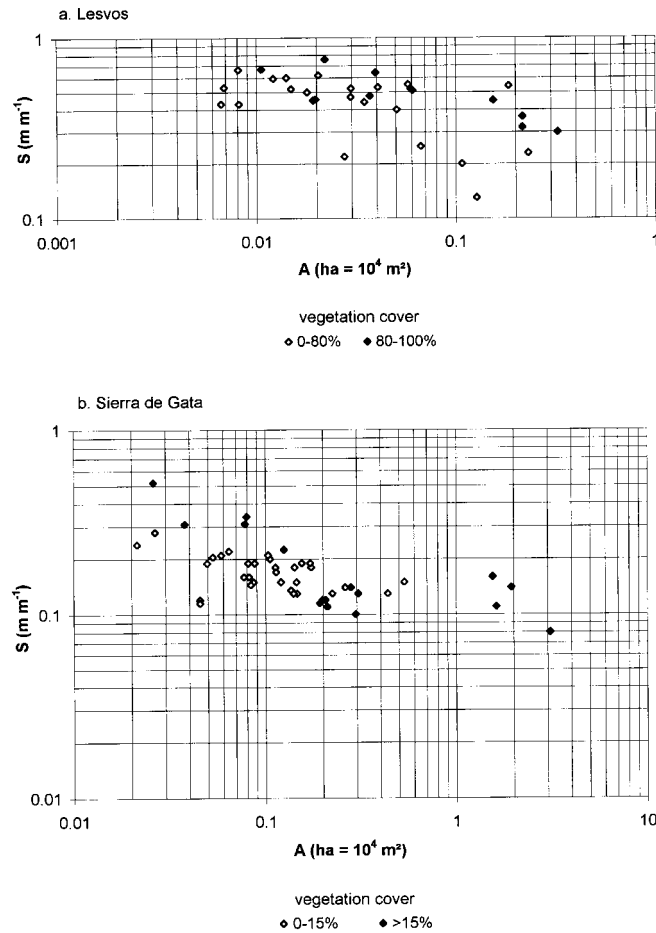 a. Lesvos
1
S (m m⁻¹)
0.1
0.001 0.01 0.1 1
A (ha = 10⁴ m²)
vegetation cover
0-80% 80-100%
b. Sierra de Gata
1
S (m m⁻¹)
0.1
0.01
0.01 0.1 1 10
A (ha = 10⁴ m²)
vegetation cover
0-15% >15%